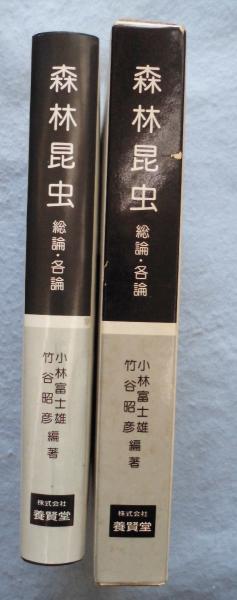 森林昆虫
総論・各論
小林富士雄
竹谷昭彦 編著
株式会社
養賢堂
森林昆虫
総論・各論
小林富士雄
竹谷昭彦 編著
株式会社
養賢堂